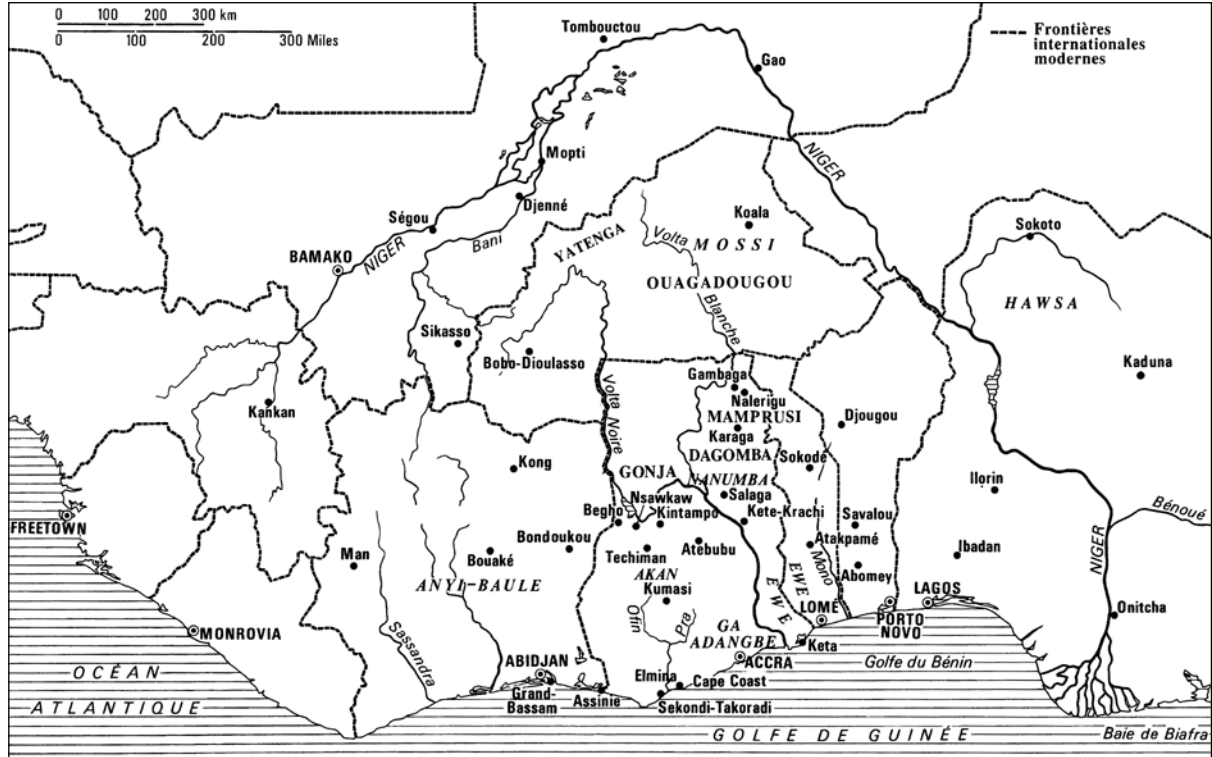 0 100 200 300 km
0 100 200 300 Miles
Tombouctou
Frontières
internationales
modernes
Gao
Mopti
NIGER
Djenné
Ségou
Koala
Sokoto
Bani
YATENGA
Volta
MOSSI
BAMAKO
NIGER
OUAGADOUGOU
HAWSA
Blanche
Sikasso
Bobo-Dioulasso
Kaduna
Gambaga
Volta Noire
Nalerigu
Kankan
MAMPRUSI
Djougou
Karaga
DAGOMBA
Kong
GONJA
Sokodé
NANUMBA
Ilorin
Nsawkaw
Salaga
FREETOWN
Begho
Kintampo
Kete-Krachi
Savalou
Bénoué
Man
Bouaké
Bondoukou
Techiman
Atebubu
Atakpamé
Ibadan
NIGER
ANYI-BAULE
AKAN
EWE
EWE
Mono
Abomey
Kumasi
LOMÉ
LAGOS
Ofin
Pra
PORTO
NOVO
Onitcha
MONROVIA
Sassandra
GA
ADANGBE
Keta
OCÉAN
ATLANTIQUE
ABIDJAN
ACCRA
Golfe du Bénin
Grand-
Bassam
Assinie
Elmina
Cape Coast
Sekondi-Takoradi
GOLFE DE GUINÉE
Baie de Biafra